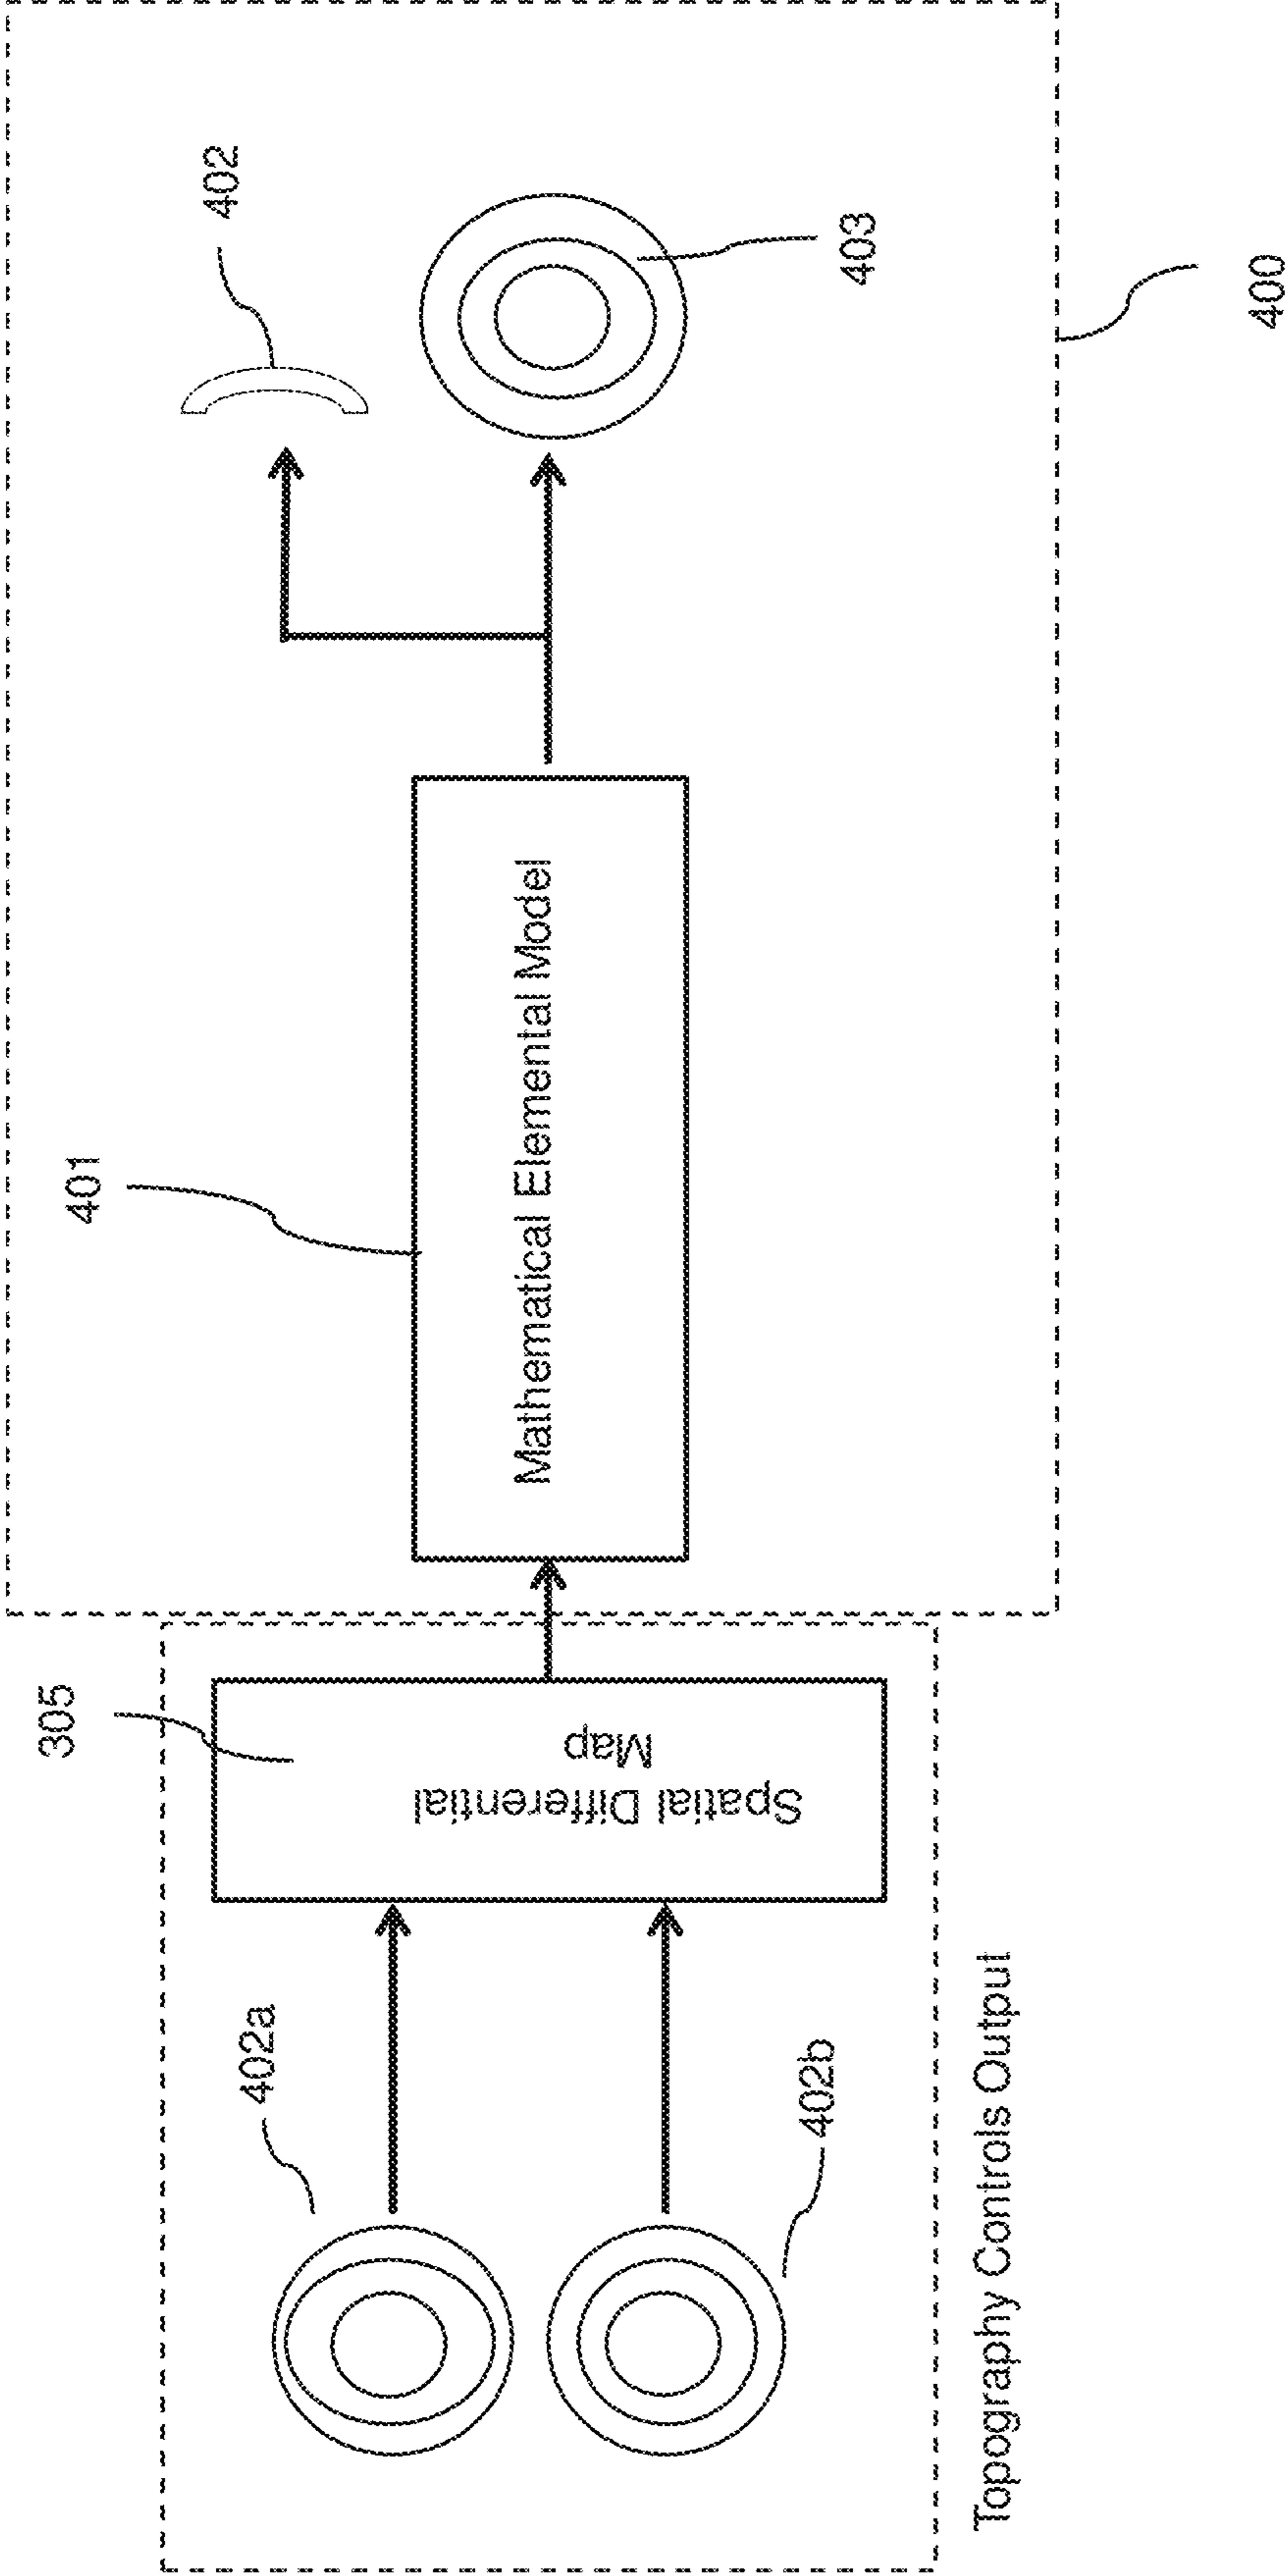 402a
402b
305
Spatial Differential
Map
Topography Controls Output
401
Mathematical Elemental Model
402
403
400